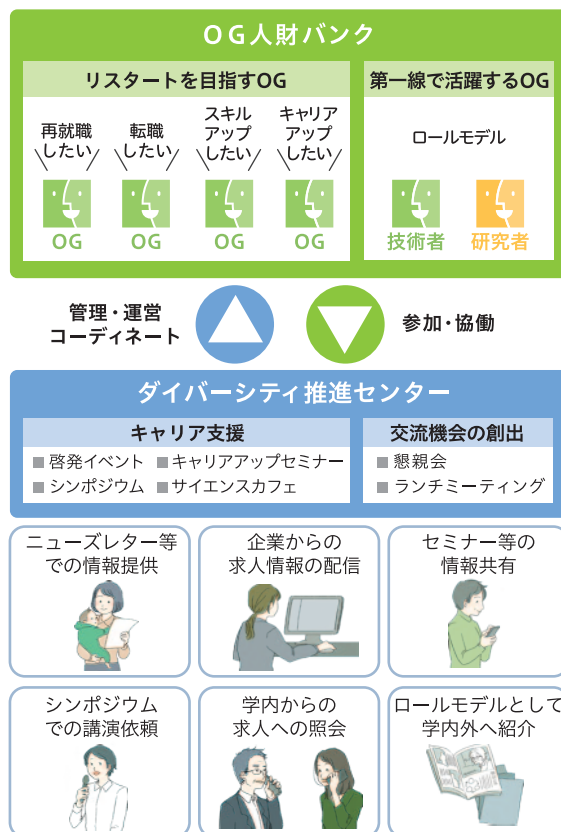 OG人財バンク
リスタートを目指すOG
再就職
したい
転職
したい
スキル
アップ
したい
キャリア
アップ
したい
OG
OG
OG
OG
第一線で活躍するOG
ロールモデル
技術者
研究者
管理・運営
コーディネート
参加・協働
ダイバーシティ推進センター
キャリア支援
■ 啓発イベント ■ キャリアアップセミナー
■ シンポジウム ■ サイエンスカフェ
交流機会の創出
■ 懇親会
■ ランチミーティング
ニューズレター等
での情報提供
企業からの
求人情報の配信
セミナー等の
情報共有
シンポジウム
での講演依頼
学内からの
求人への照会
ロールモデルとして
学内外へ紹介